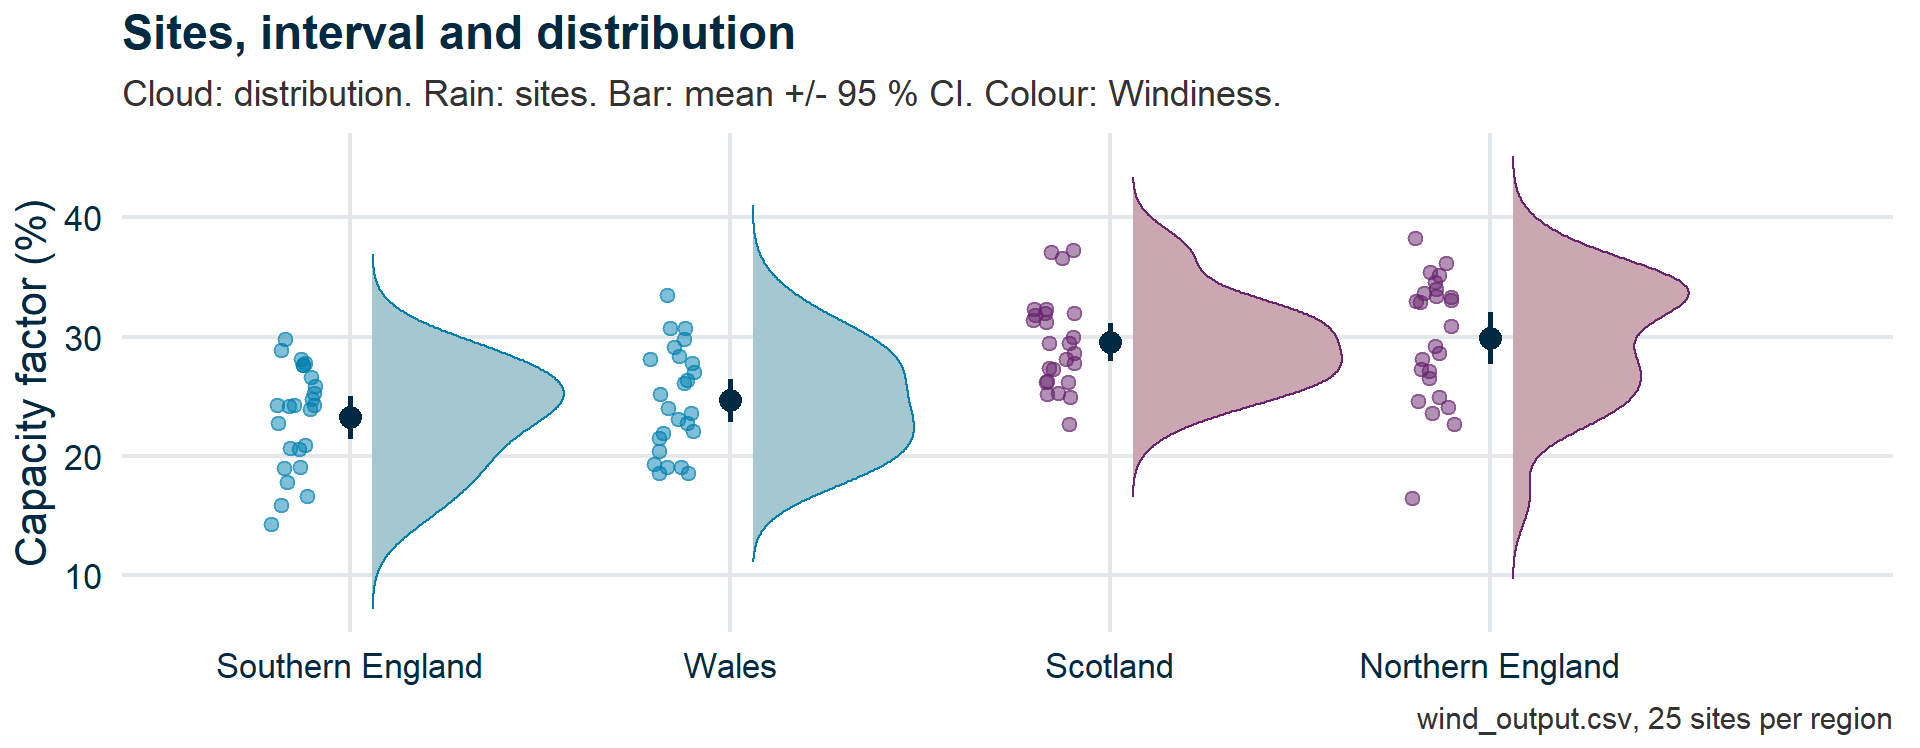 Sites, interval and distribution
Cloud: distribution. Rain: sites. Bar: mean +/- 95 % CI. Colour: Windiness.
Capacity factor (%)
40
30
20
10
Southern England
Wales
Scotland
Northern England
wind_output.csv, 25 sites per region